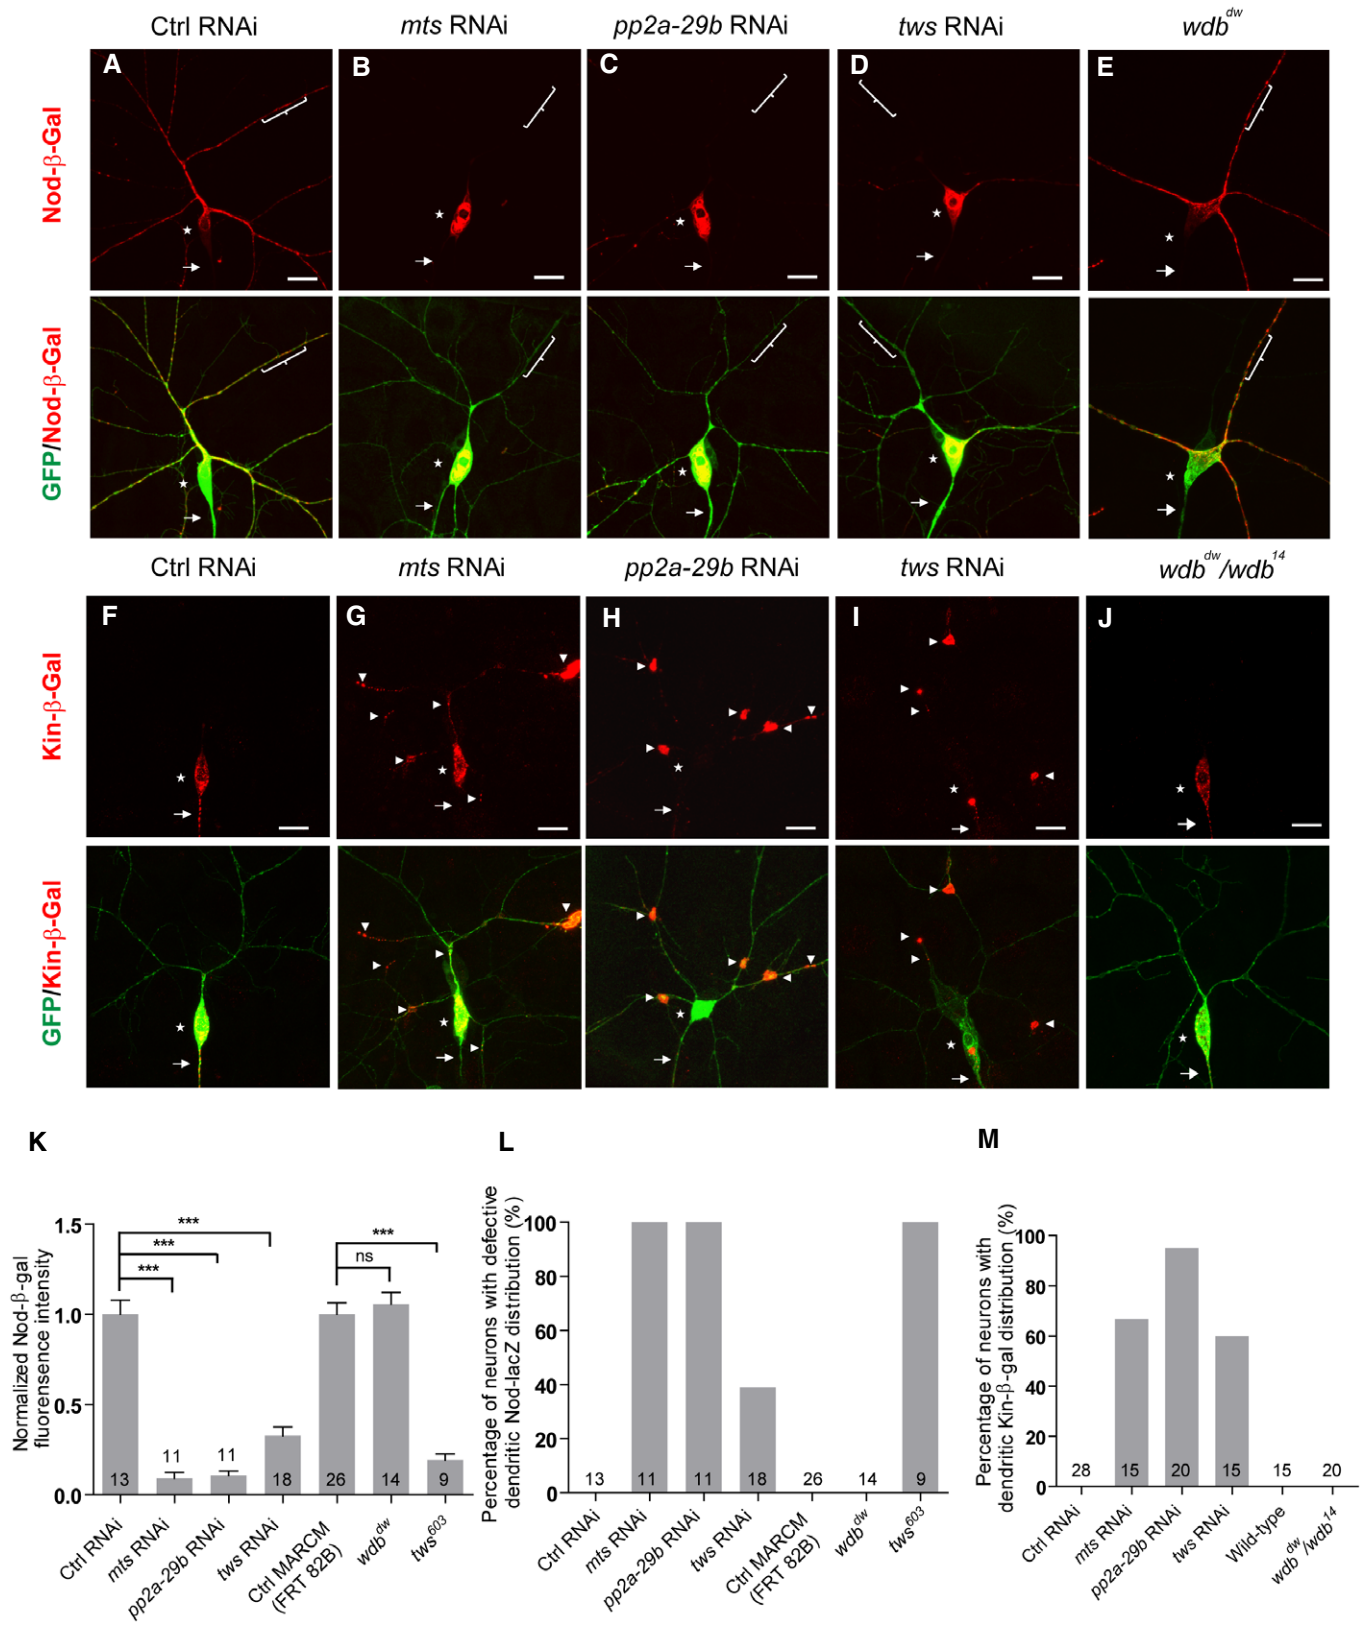 Ctrl RNAi mts RNAi pp2a-29b RNAi tws RNAi wdb^dw
A B C D E
Nod-β-Gal
GFP/Nod-β-Gal
Ctrl RNAi mts RNAi pp2a-29b RNAi tws RNAi wdb^dw/wdb^14
F G H I J
Kin-β-Gal
GFP/Kin-β-Gal
K
Normalized Nod-β-gal
fluorensence intensity
1.5
1.0
0.5
0.0
***
***
***
***
ns
13 11 11 18 26 14 9
Ctrl RNAi
mts RNAi
pp2a-29b RNAi
tws RNAi
Ctrl MARCM
(FRT 82B)
wdb^dw
tws^603
L
Percentage of neurons with defective
dendritic Nod-lacZ distribution (%)
100
80
60
40
20
0
13 11 11 18 26 14 9
Ctrl RNAi
mts RNAi
pp2a-29b RNAi
tws RNAi
Ctrl MARCM
(FRT 82B)
wdb^dw
tws^603
M
Percentage of neurons with
dendritic Kin-β-gal distribution (%)
100
80
60
40
20
0
28 15 20 15 15 20
Ctrl RNAi
mts RNAi
pp2a-29b RNAi
tws RNAi
Wild-type
wdb^dw/wdb^14